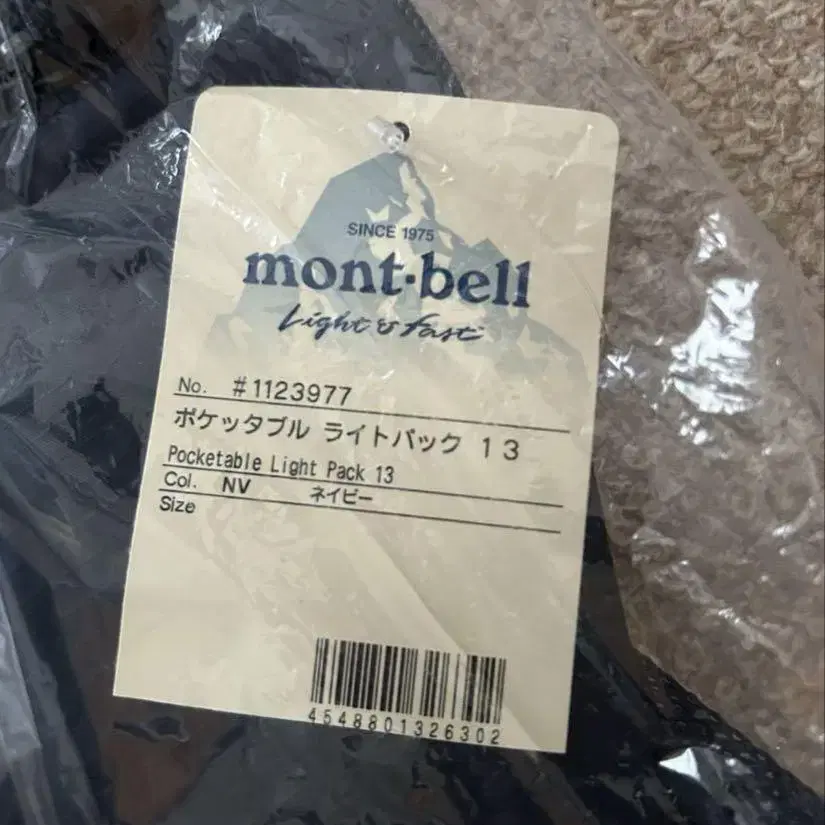 SINCE 1975
mont-bell
Light & fast
No. #1123977
ポケッタブル ライトパック 13
Pocketable Light Pack 13
Col. NV ネイビー
Size
4548801326302